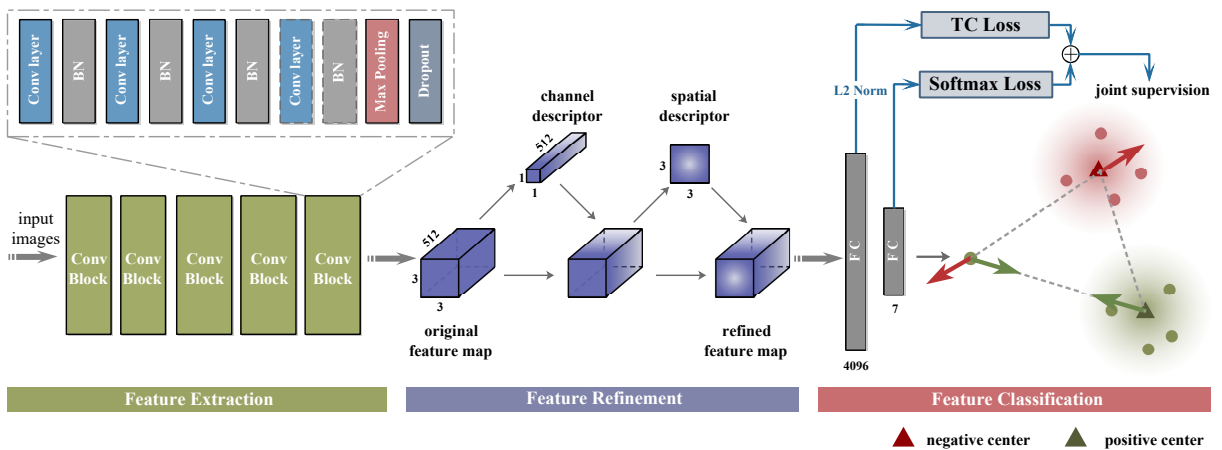 Conv layer
BN
Conv layer
BN
Conv layer
BN
Conv layer
BN
Max Pooling
Dropout
input
images
Conv
Block
Conv
Block
Conv
Block
Conv
Block
Conv
Block
channel
descriptor
512
1
1
spatial
descriptor
3
3
512
3
3
original
feature map
refined
feature map
TC Loss
Softmax Loss
L2 Norm
joint supervision
FC
4096
FC
7
Feature Extraction
Feature Refinement
Feature Classification
negative center
positive center